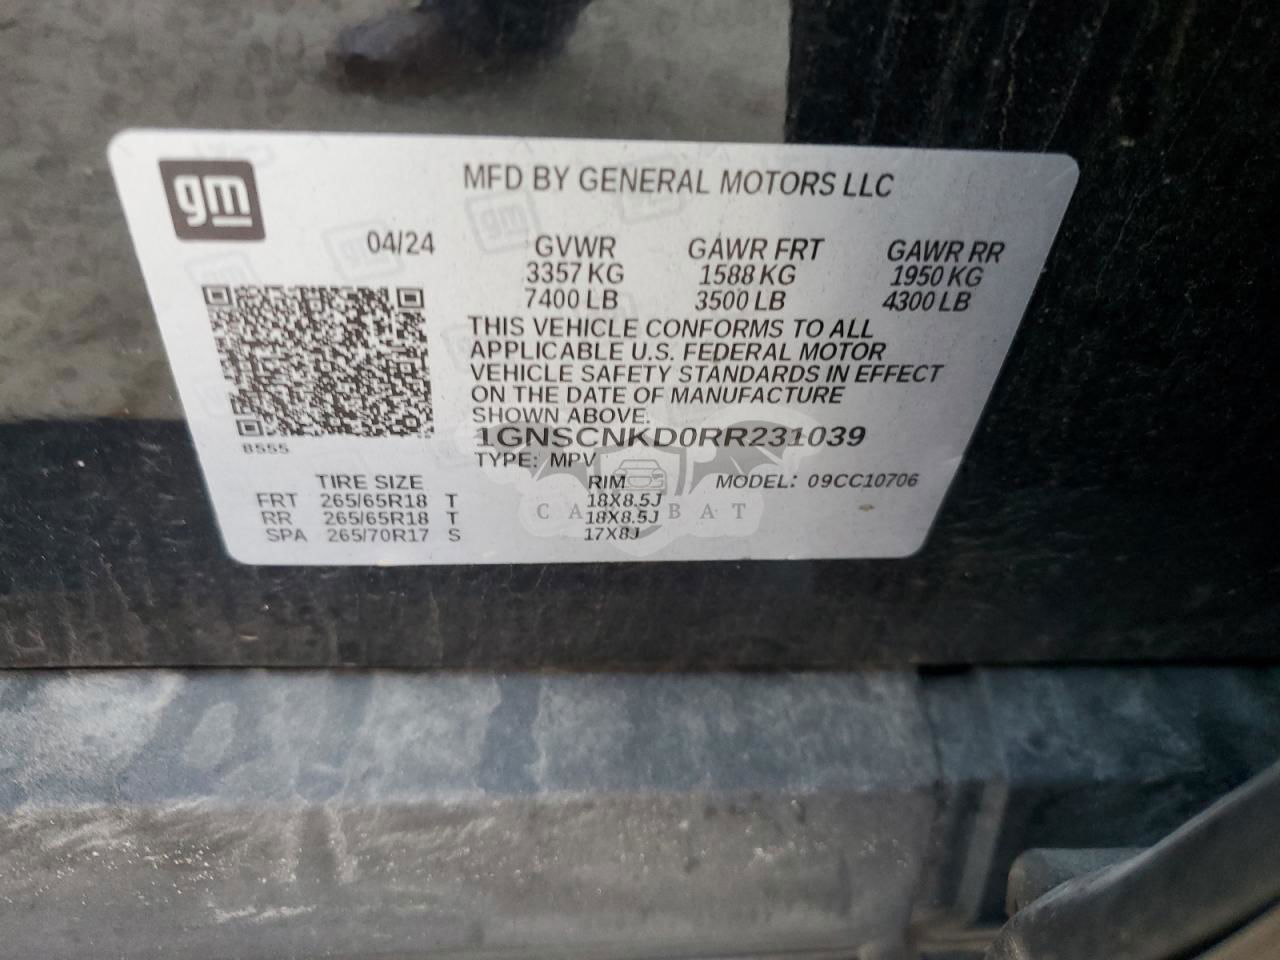 gm
MFD BY GENERAL MOTORS LLC
04/24 GVWR GAWR FRT GAWR RR
3357 KG 1588 KG 1950 KG
7400 LB 3500 LB 4300 LB
THIS VEHICLE CONFORMS TO ALL
APPLICABLE U.S. FEDERAL MOTOR
VEHICLE SAFETY STANDARDS IN EFFECT
ON THE DATE OF MANUFACTURE
SHOWN ABOVE.
1GNSCNKD0RR231039
8555
TYPE: MPV
TIRE SIZE RIM MODEL: 09CC10706
FRT 265/65R18 T 18X8.5J
RR 265/65R18 T 18X8.5J
SPA 265/70R17 S 17X8J